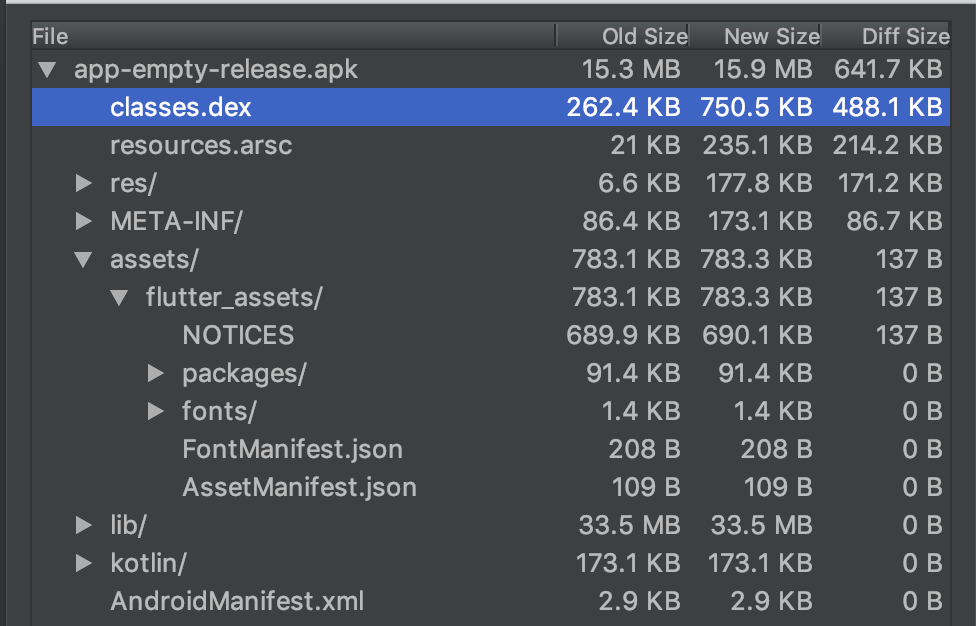 File Old Size New Size Diff Size
app-empty-release.apk 15.3 MB 15.9 MB 641.7 KB
classes.dex 262.4 KB 750.5 KB 488.1 KB
resources.arsc 21 KB 235.1 KB 214.2 KB
res/ 6.6 KB 177.8 KB 171.2 KB
META-INF/ 86.4 KB 173.1 KB 86.7 KB
assets/ 783.1 KB 783.3 KB 137 B
flutter_assets/ 783.1 KB 783.3 KB 137 B
NOTICES 689.9 KB 690.1 KB 137 B
packages/ 91.4 KB 91.4 KB 0 B
fonts/ 1.4 KB 1.4 KB 0 B
FontManifest.json 208 B 208 B 0 B
AssetManifest.json 109 B 109 B 0 B
lib/ 33.5 MB 33.5 MB 0 B
kotlin/ 173.1 KB 173.1 KB 0 B
AndroidManifest.xml 2.9 KB 2.9 KB 0 B